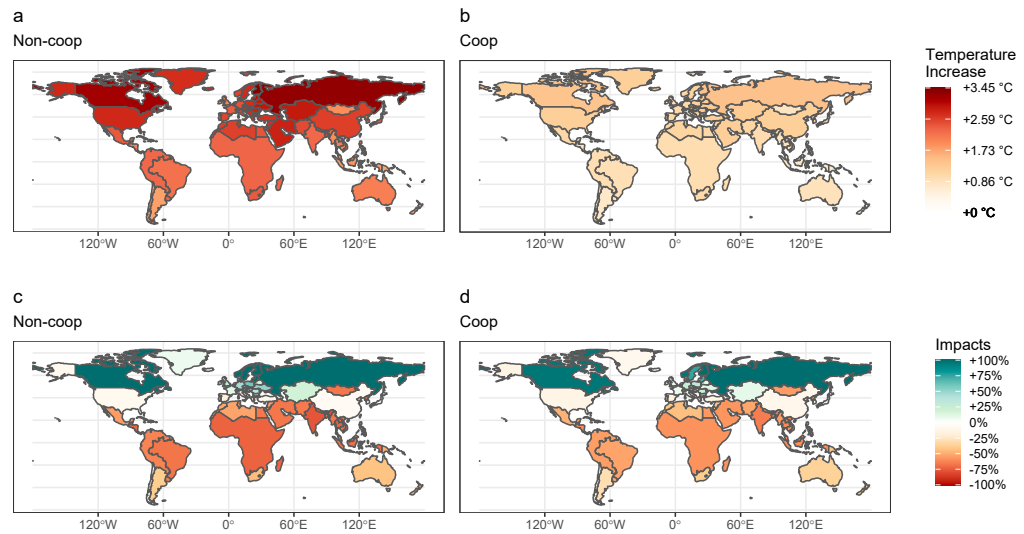 a
Non-coop
b
Coop
Temperature
Increase
+3.45 °C
+2.59 °C
+1.73 °C
+0.86 °C
+0 °C
120°W 60°W 0° 60°E 120°E
120°W 60°W 0° 60°E 120°E
c
Non-coop
d
Coop
Impacts
+100%
+75%
+50%
+25%
0%
-25%
-50%
-75%
-100%
120°W 60°W 0° 60°E 120°E
120°W 60°W 0° 60°E 120°E